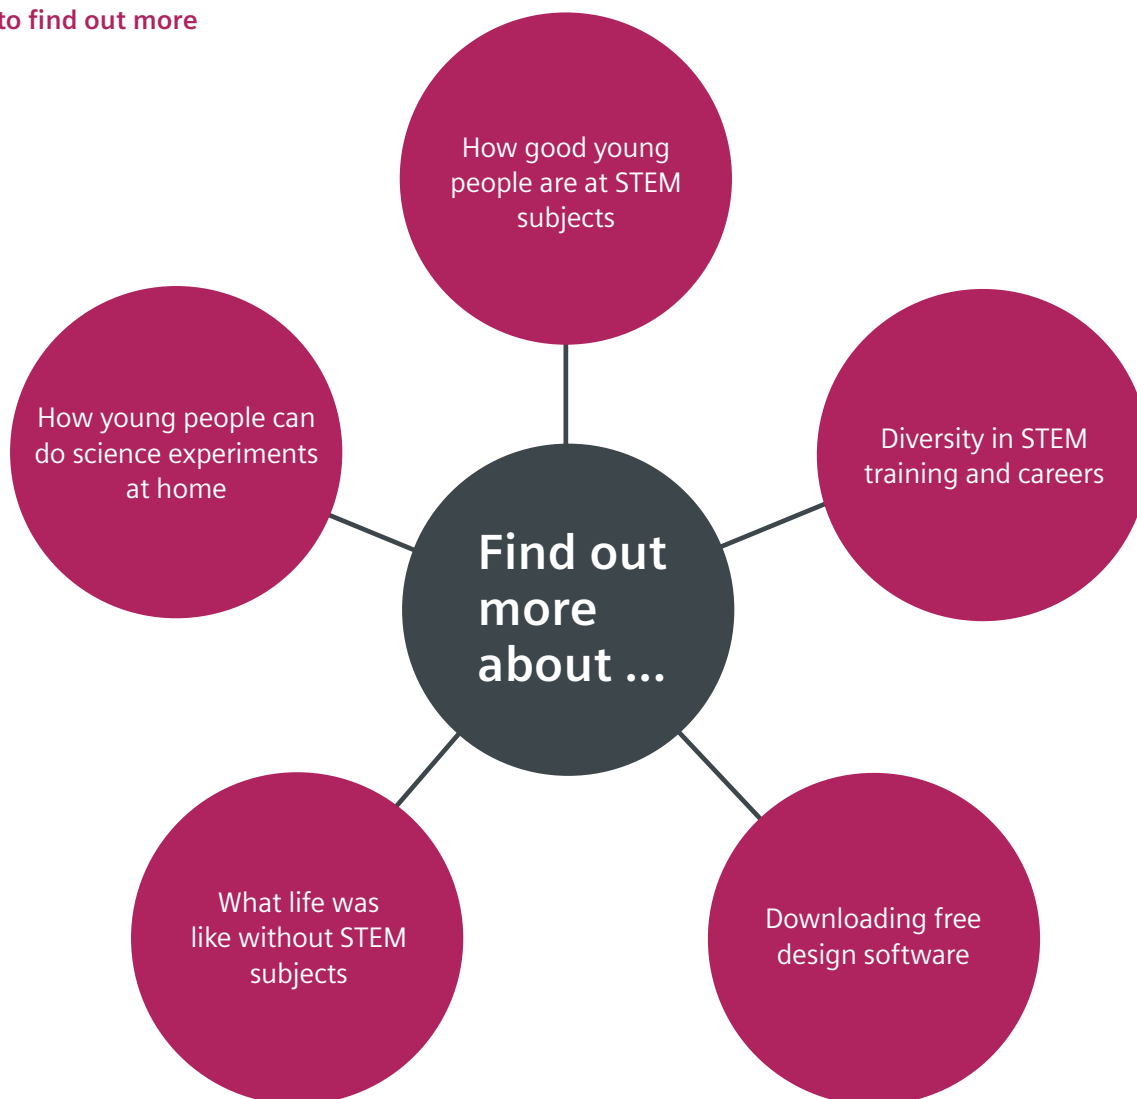 to find out more
How good young
people are at STEM
subjects
How young people can
do science experiments
at home
Diversity in STEM
training and careers
Find out
more
about ...
What life was
like without STEM
subjects
Downloading free
design software